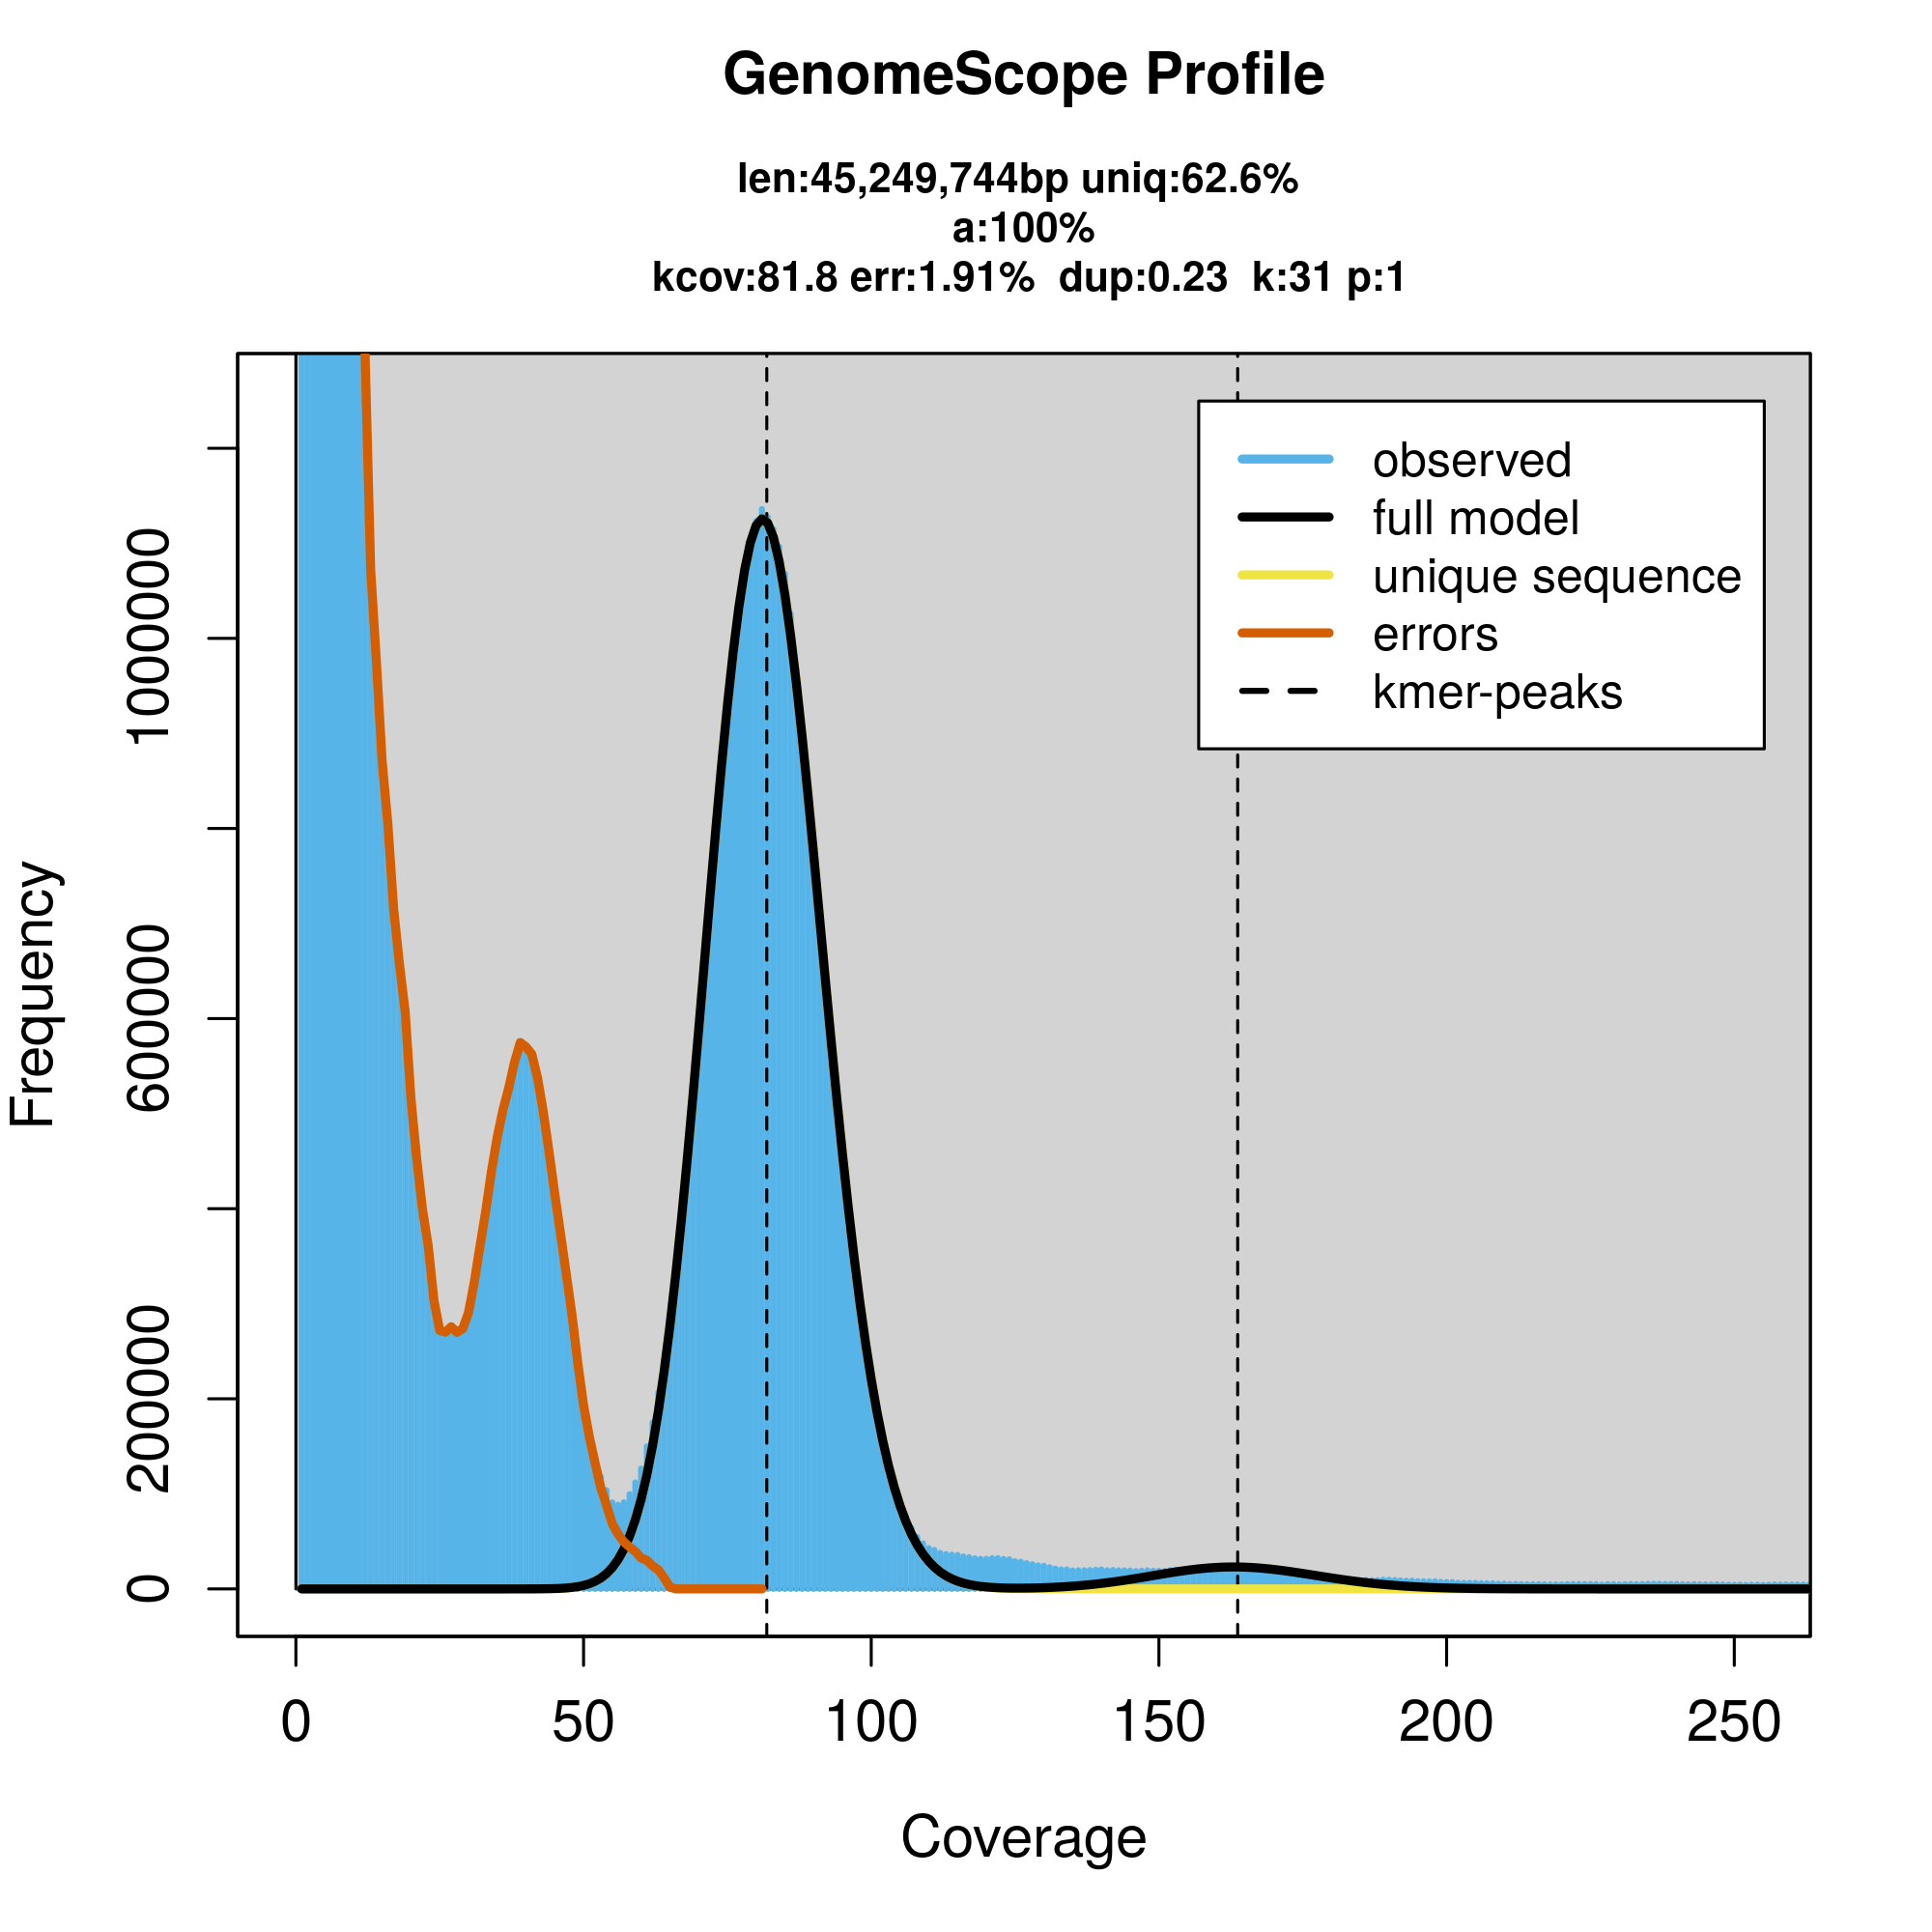 GenomeScope Profile
len:45,249,744bp uniq:62.6%
a:100%
kcov:81.8 err:1.91% dup:0.23 k:31 p:1
observed
full model
unique sequence
errors
kmer-peaks
Frequency
1000000
600000
200000
0
0 50 100 150 200 250
Coverage